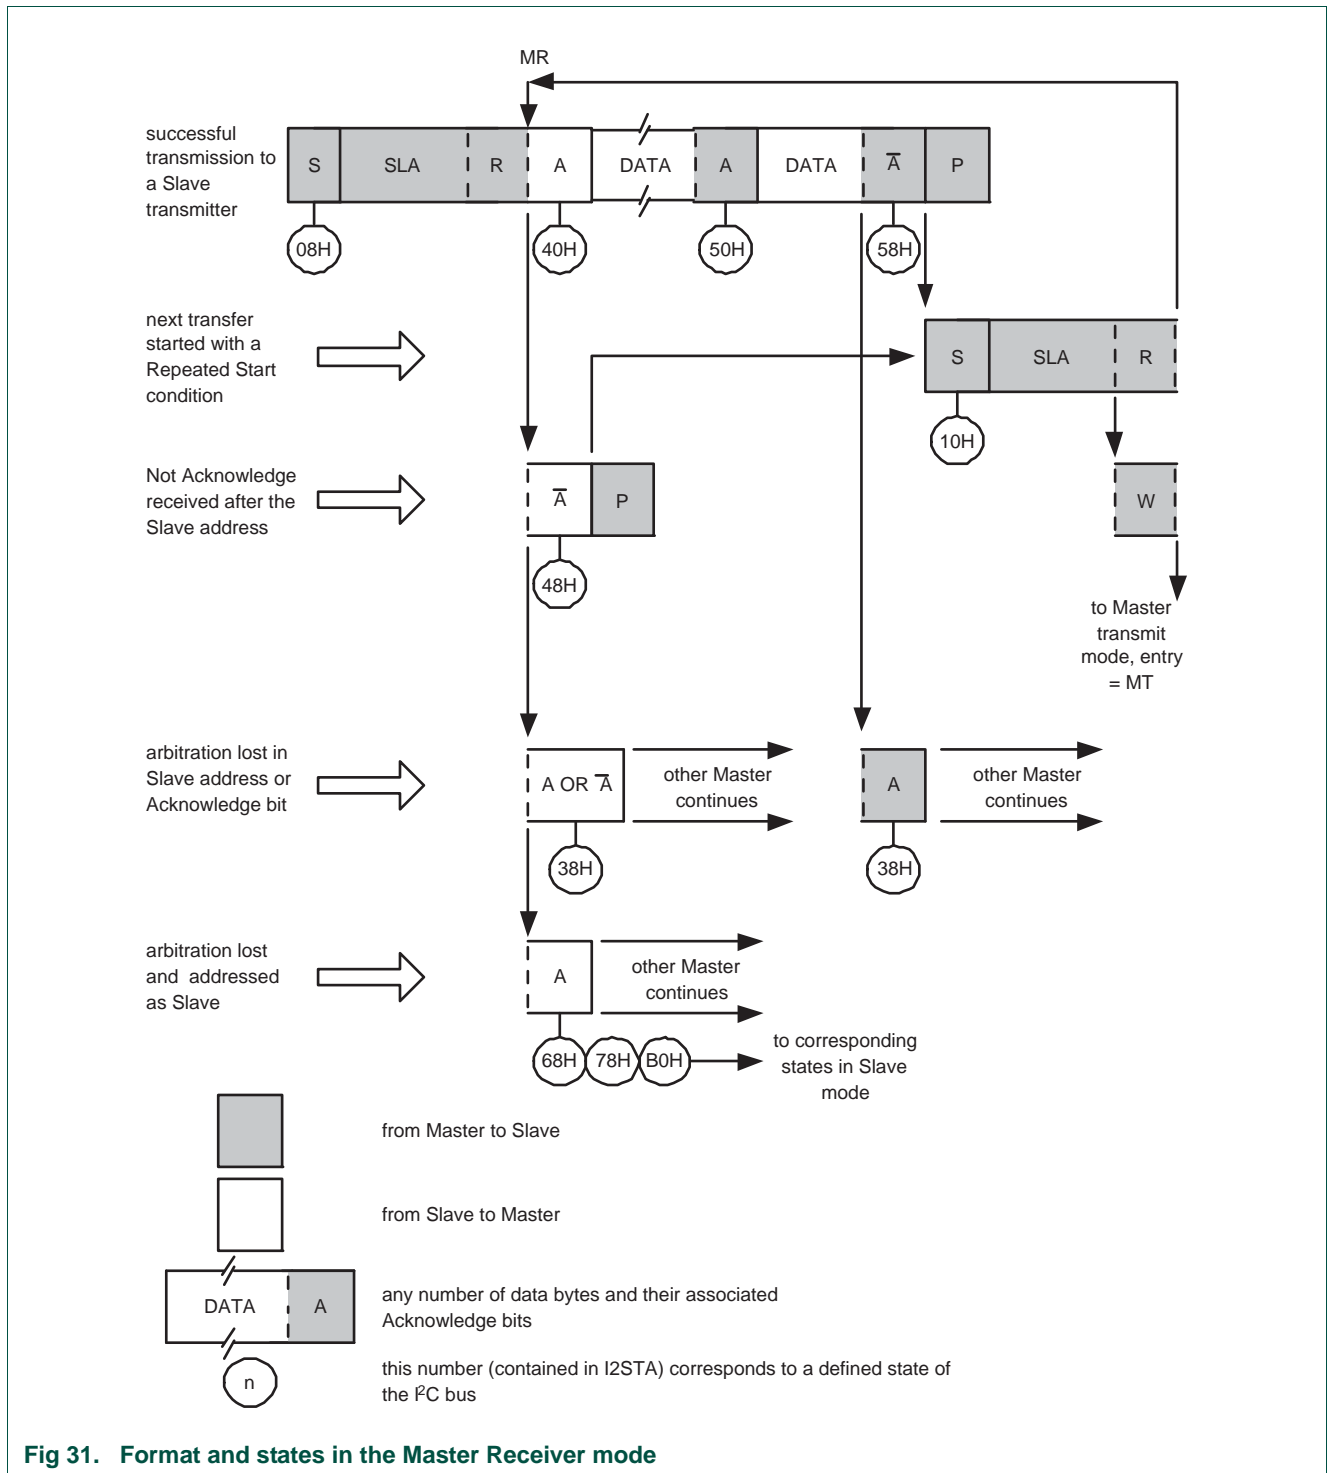 MR
successful
transmission to
a Slave
transmitter
S SLA R A DATA A DATA A̅ P
08H 40H 50H 58H
next transfer
started with a
Repeated Start
condition
S SLA R
10H
Not Acknowledge
received after the
Slave address
A̅ P
W
48H
to Master
transmit
mode, entry
= MT
arbitration lost in
Slave address or
Acknowledge bit
A OR A̅
other Master
continues
A
other Master
continues
38H 38H
arbitration lost
and addressed
as Slave
A
other Master
continues
68H 78H B0H
to corresponding
states in Slave
mode
from Master to Slave
from Slave to Master
DATA A
any number of data bytes and their associated
Acknowledge bits
n
this number (contained in I2STA) corresponds to a defined state of
the I²C bus
Fig 31. Format and states in the Master Receiver mode